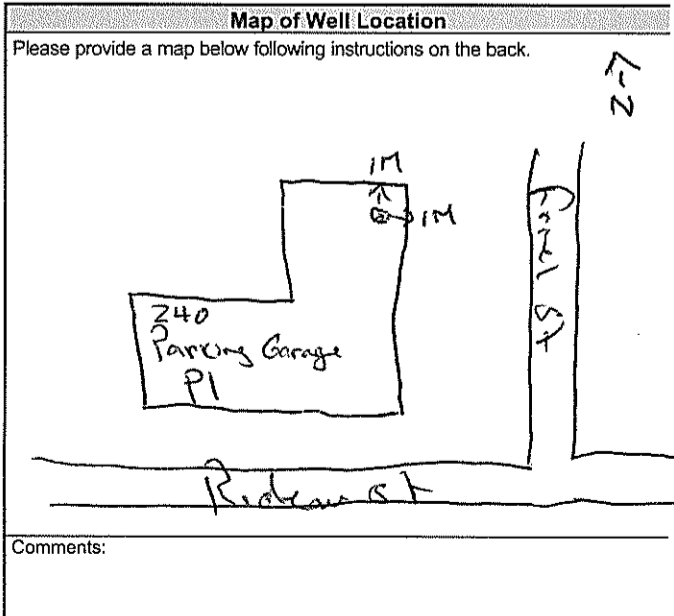 Map of Well Location
Please provide a map below following instructions on the back.
N
1M
1M
240
Parking Garage
P1
St
Rideau St
Comments: